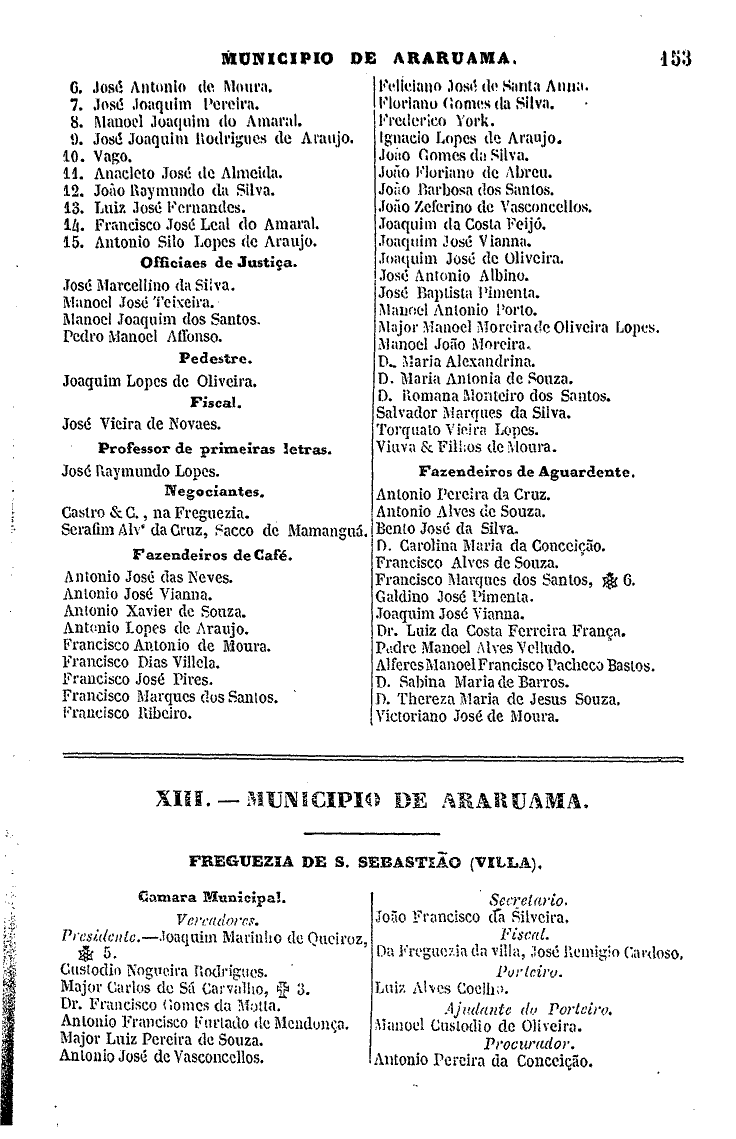 MUNICIPIO DE ARARUAMA. 153
6. José Antonio de Moura.
7. José Joaquim Pereira.
8. Manoel Joaquim do Amaral.
9. José Joaquim Rodrigues de Araujo.
10. Vago.
11. Anacleto José de Almeida.
12. João Raymundo da Silva.
13. Luiz José Fernandes.
14. Francisco José Leal do Amaral.
15. Antonio Silo Lopes de Araujo.
Officiaes de Justiça.
José Marcellino da Silva.
Manoel José Teixeira.
Manoel Joaquim dos Santos.
Pedro Manoel Affonso.
Pedestre.
Joaquim Lopes de Oliveira.
Fiscal.
José Vieira de Novaes.
Professor de primeiras letras.
José Raymundo Lopes.
Negociantes.
Castro & C., na Freguezia.
Serafim Alvˢ da Cruz, Sacco de Mamanguá.
Fazendeiros de Café.
Antonio José das Neves.
Antonio José Vianna.
Antonio Xavier de Souza.
Antonio Lopes de Araujo.
Francisco Antonio de Moura.
Francisco Dias Villela.
Francisco José Pires.
Francisco Marques dos Santos.
Francisco Ribeiro.
Feliciano José de Santa Anna.
Floriano Gomes da Silva.
Frederico York.
Ignacio Lopes de Araujo.
João Gomes da Silva.
João Floriano de Abreu.
João Barbosa dos Santos.
João Zeferino de Vasconcellos.
Joaquim da Costa Feijó.
Joaquim José Vianna.
Joaquim José de Oliveira.
José Antonio Albino.
José Baptista Pimenta.
Manoel Antonio Porto.
Major Manoel Moreira de Oliveira Lopes.
Manoel João Moreira.
D. Maria Alexandrina.
D. Maria Antonia de Souza.
D. Romana Monteiro dos Santos.
Salvador Marques da Silva.
Torquato Vieira Lopes.
Viuva & Filhos de Moura.
Fazendeiros de Aguardente.
Antonio Pereira da Cruz.
Antonio Alves de Souza.
Bento José da Silva.
D. Carolina Maria da Conceição.
Francisco Alves de Souza.
Francisco Marques dos Santos, 6.
Galdino José Pimenta.
Joaquim José Vianna.
Dr. Luiz da Costa Ferreira França.
Padre Manoel Alves Velludo.
Alferes Manoel Francisco Pacheco Bastos.
D. Sabina Maria de Barros.
D. Thereza Maria de Jesus Souza.
Victoriano José de Moura.
XIII. — MUNICIPIO DE ARARUAMA.
FREGUEZIA DE S. SEBASTIÃO (VILLA).
Camara Municipal.
Vereadores.
Presidente.—Joaquim Marinho de Queiroz,
5.
Custodio Nogueira Rodrigues.
Major Carlos de Sá Carvalho, 3.
Dr. Francisco Gomes da Motta.
Antonio Francisco Furtado de Mendonça.
Major Luiz Pereira de Souza.
Antonio José de Vasconcellos.
Secretario.
João Francisco da Silveira.
Fiscal.
Da Freguezia da villa, José Remigio Cardoso.
Porteiro.
Luiz Alves Coelho.
Ajudante do Porteiro.
Manoel Custodio de Oliveira.
Procurador.
Antonio Pereira da Conceição.